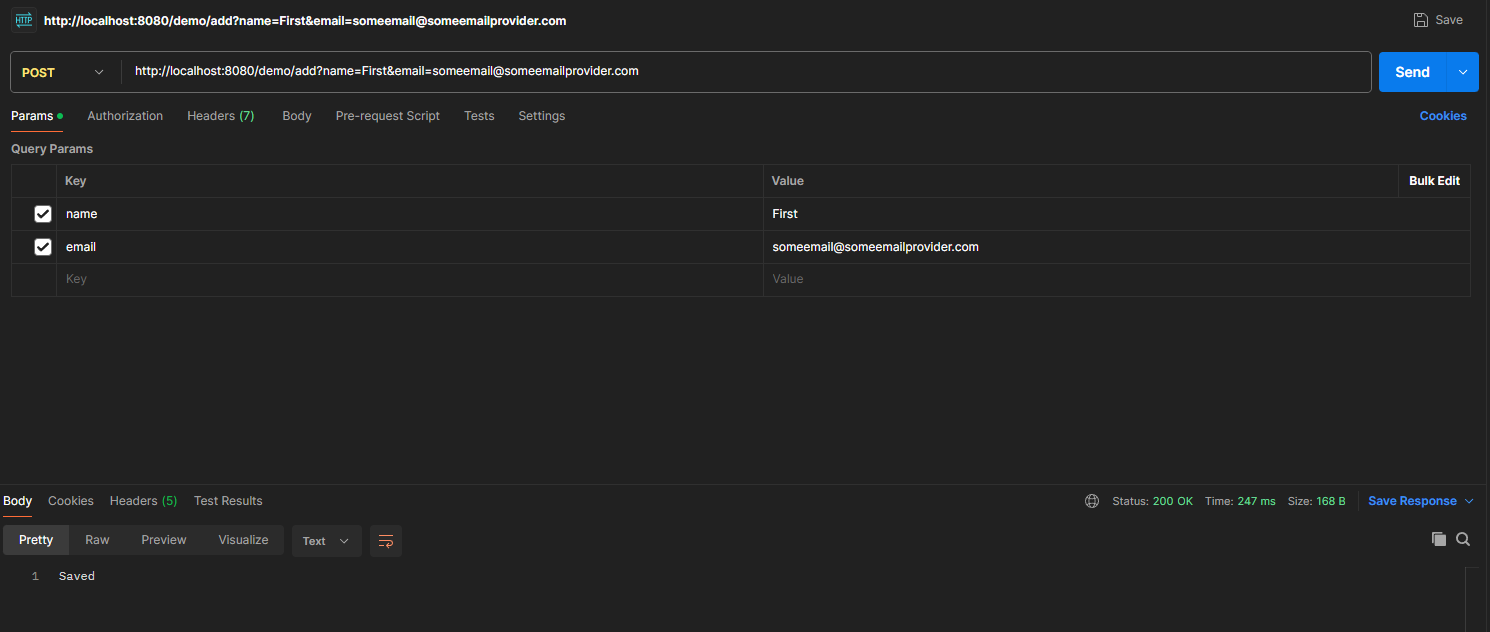 HTTP http://localhost:8080/demo/add?name=First&email=someemail@someemailprovider.com Save
POST http://localhost:8080/demo/add?name=First&email=someemail@someemailprovider.com Send
Params Authorization Headers (7) Body Pre-request Script Tests Settings Cookies
Query Params
Key Value Bulk Edit
name First
email someemail@someemailprovider.com
Key Value
Body Cookies Headers (5) Test Results Status: 200 OK Time: 247 ms Size: 168 B Save Response
Pretty Raw Preview Visualize Text
1 Saved